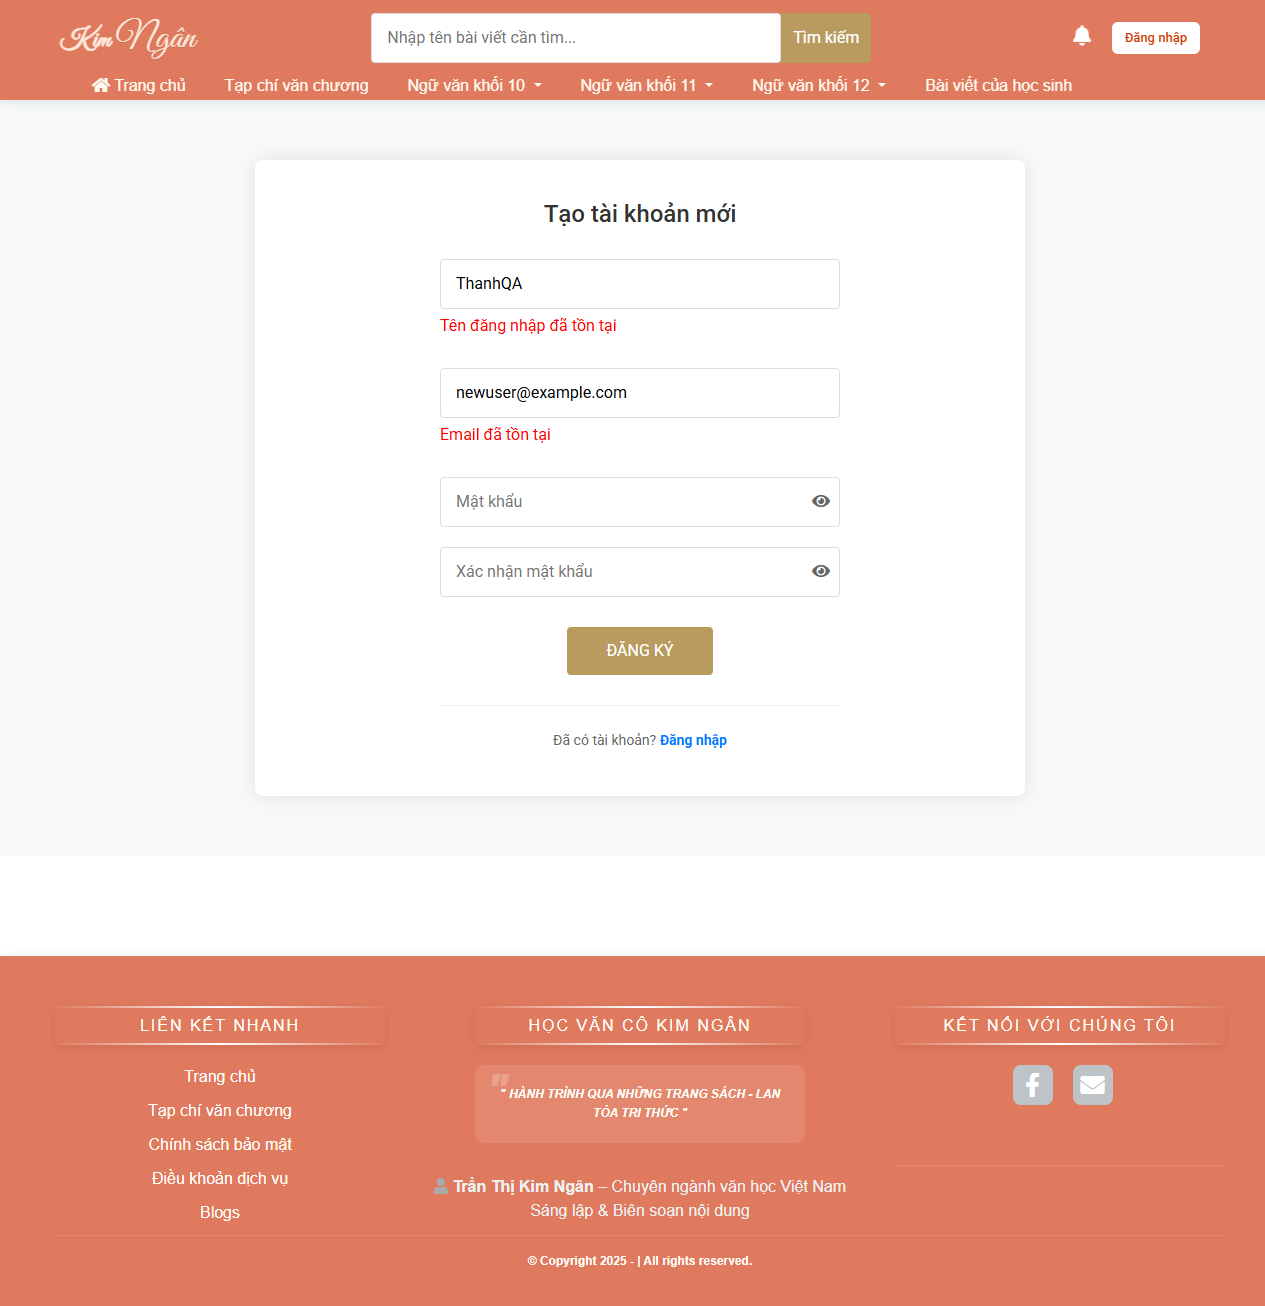 Kim Ngân
Nhập tên bài viết cần tìm...
Tìm kiếm
Đăng nhập
Trang chủ
Tạp chí văn chương
Ngữ văn khối 10
Ngữ văn khối 11
Ngữ văn khối 12
Bài viết của học sinh
Tạo tài khoản mới
ThanhQA
Tên đăng nhập đã tồn tại
newuser@example.com
Email đã tồn tại
Mật khẩu
Xác nhận mật khẩu
ĐĂNG KÝ
Đã có tài khoản? Đăng nhập
LIÊN KẾT NHANH
Trang chủ
Tạp chí văn chương
Chính sách bảo mật
Điều khoản dịch vụ
Blogs
HỌC VĂN CÔ KIM NGÂN
" HÀNH TRÌNH QUA NHỮNG TRANG SÁCH - LAN
TỎA TRI THỨC "
Trần Thị Kim Ngân – Chuyên ngành văn học Việt Nam
Sáng lập & Biên soạn nội dung
KẾT NỐI VỚI CHÚNG TÔI
© Copyright 2025 - | All rights reserved.